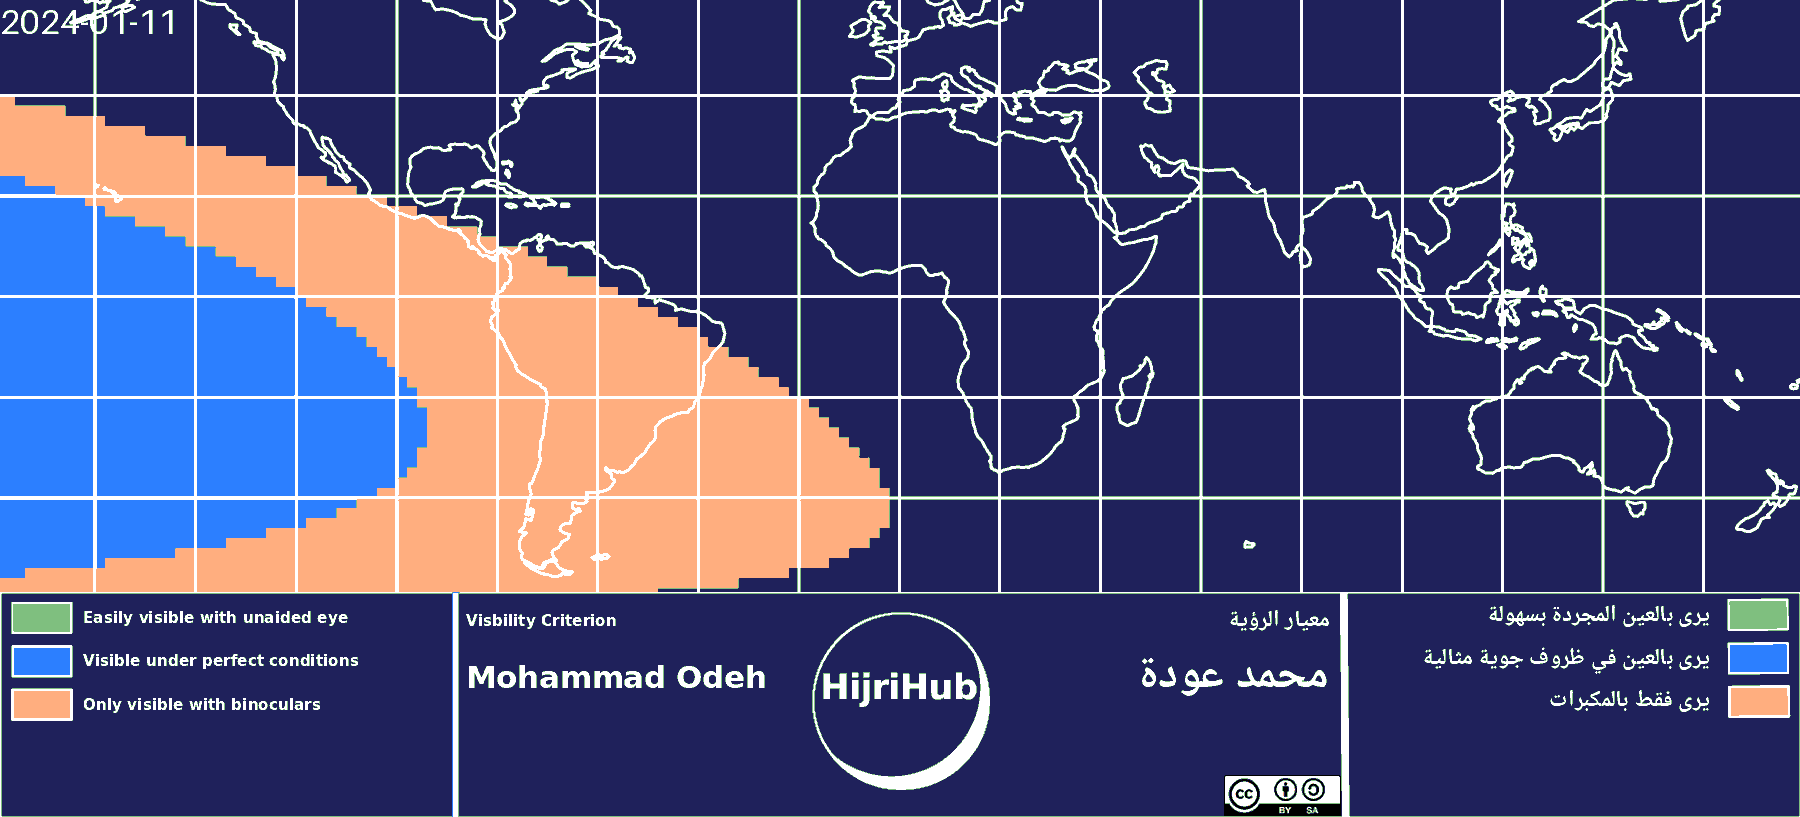 2024-01-11
Easily visible with unaided eye
Visible under perfect conditions
Only visible with binoculars
Visbility Criterion
Mohammad Odeh
HijriHub
معيار الرؤية
محمد عودة
cc
BY SA
يرى بالعين المجردة بسهولة
يرى بالعين في ظروف جوية مثالية
يرى فقط بالمكبرات